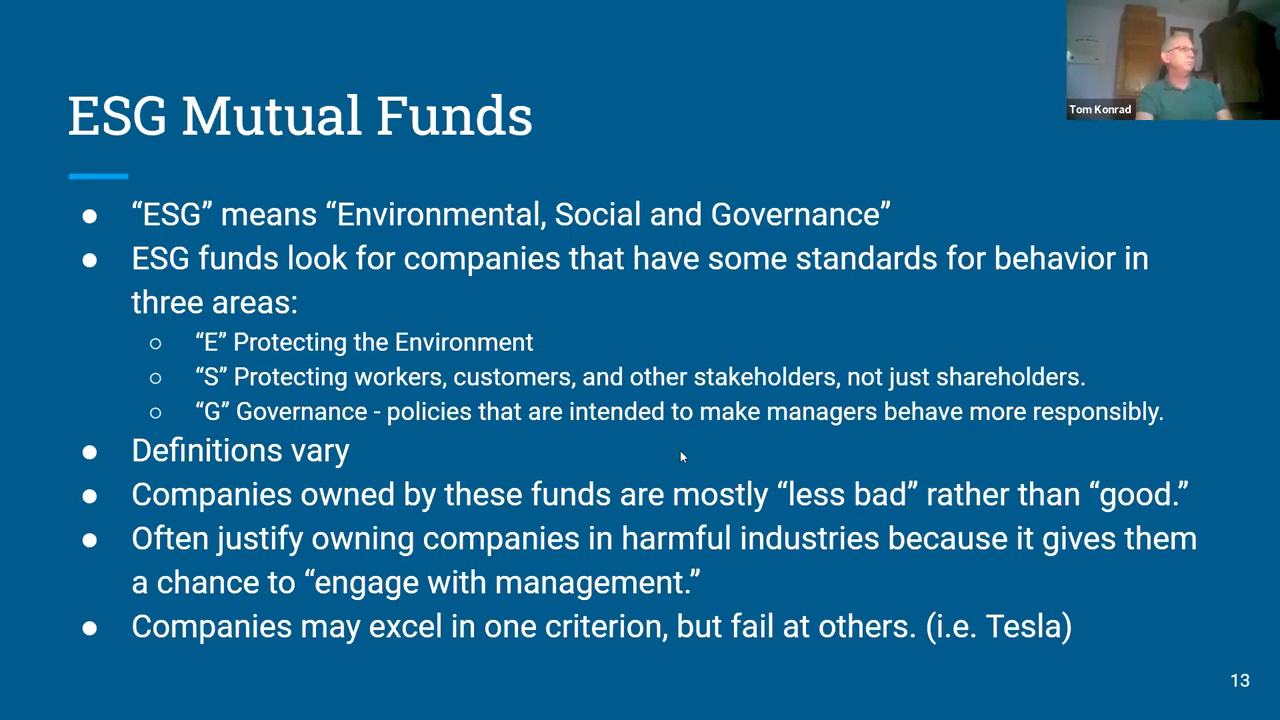 ESG Mutual Funds
Tom Konrad
● “ESG” means “Environmental, Social and Governance”
● ESG funds look for companies that have some standards for behavior in
three areas:
○ “E” Protecting the Environment
○ “S” Protecting workers, customers, and other stakeholders, not just shareholders.
○ “G” Governance - policies that are intended to make managers behave more responsibly.
● Definitions vary
● Companies owned by these funds are mostly “less bad” rather than “good.”
● Often justify owning companies in harmful industries because it gives them
a chance to “engage with management.”
● Companies may excel in one criterion, but fail at others. (i.e. Tesla)
13